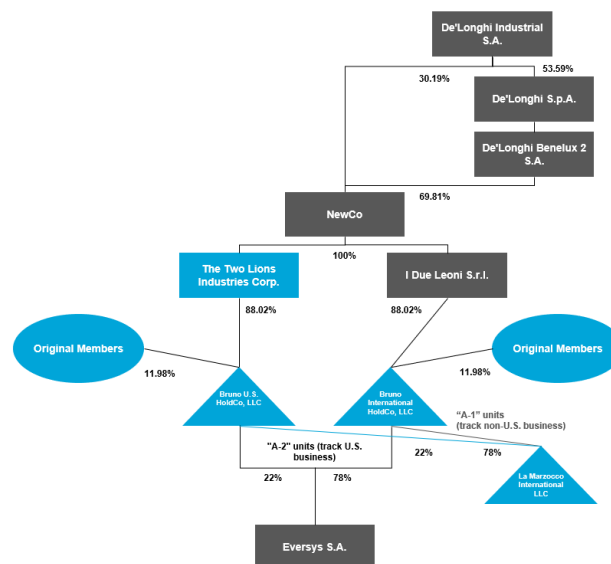 De'Longhi Industrial
S.A.
30.19%
53.59%
De'Longhi S.p.A.
De'Longhi Benelux 2
S.A.
69.81%
NewCo
100%
The Two Lions
Industries Corp.
I Due Leoni S.r.l.
88.02%
88.02%
Original Members
Original Members
11.98%
11.98%
Bruno U.S.
HoldCo, LLC
Bruno
International
HoldCo, LLC
“A-1” units
(track non-U.S. business)
"A-2" units (track U.S.
business)
22%
78%
22%
78%
La Marzocco
International
LLC
Eversys S.A.